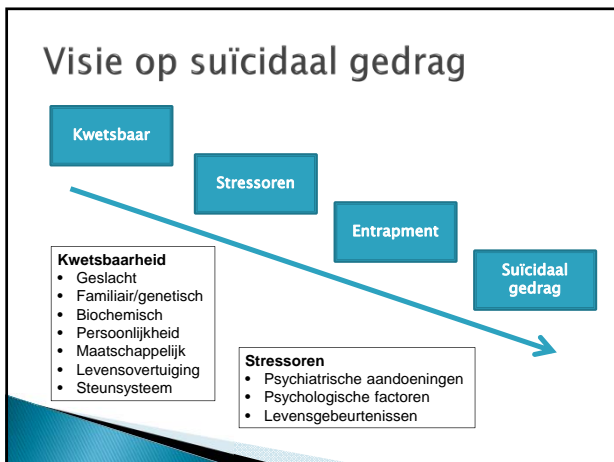 Visie op suïcidaal gedrag
Kwetsbaar
Stressoren
Entrapment
Suïcidaal
gedrag
Kwetsbaarheid
• Geslacht
• Familiair/genetisch
• Biochemisch
• Persoonlijkheid
• Maatschappelijk
• Levensovertuiging
• Steunsysteem
Stressoren
• Psychiatrische aandoeningen
• Psychologische factoren
• Levensgebeurtenissen